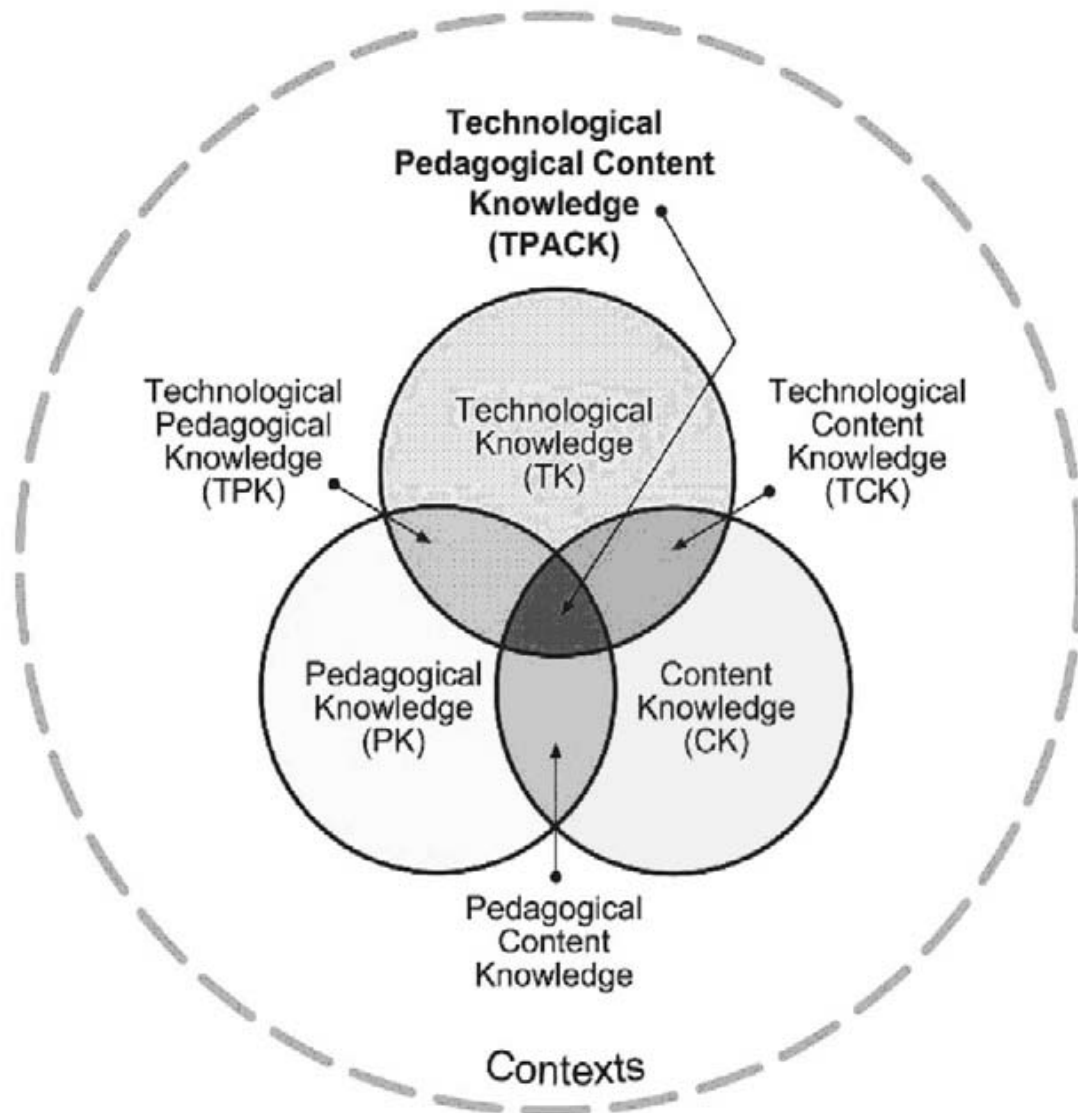 Technological
Pedagogical Content
Knowledge
(TPACK)
Technological
Pedagogical
Knowledge
(TPK)
Technological
Knowledge
(TK)
Technological
Content
Knowledge
(TCK)
Pedagogical
Knowledge
(PK)
Content
Knowledge
(CK)
Pedagogical
Content
Knowledge
Contexts